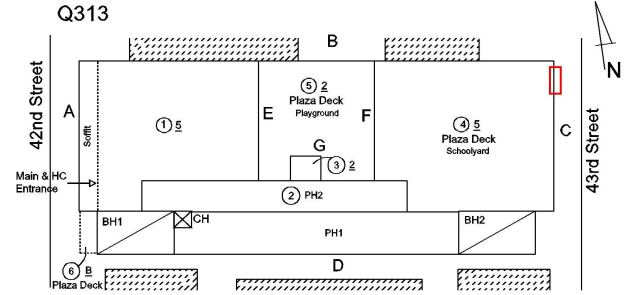 Q313
B
42nd Street
A
Soffit
1 5
E
5 2
Plaza Deck
Playground
F
4 5
Plaza Deck
Schoolyard
C
43rd Street
N
G
3 2
Main & HC
Entrance
2 PH2
BH1
CH
PH1
BH2
6 B
Plaza Deck
D